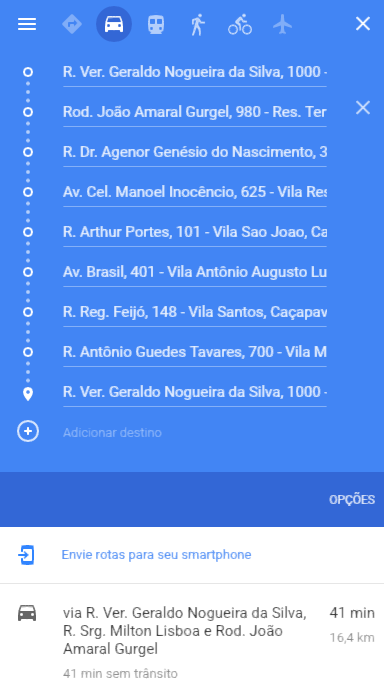 R. Ver. Geraldo Nogueira da Silva, 1000 -
Rod. João Amaral Gurgel, 980 - Res. Ter
R. Dr. Agenor Genésio do Nascimento, 3
Av. Cel. Manoel Inocêncio, 625 - Vila Res
R. Arthur Portes, 101 - Vila Sao Joao, Ca
Av. Brasil, 401 - Vila Antônio Augusto Lu
R. Reg. Feijó, 148 - Vila Santos, Caçapav
R. Antônio Guedes Tavares, 700 - Vila M
R. Ver. Geraldo Nogueira da Silva, 1000 -
Adicionar destino
OPÇÕES
Envie rotas para seu smartphone
via R. Ver. Geraldo Nogueira da Silva, 41 min
R. Srg. Milton Lisboa e Rod. João 16,4 km
Amaral Gurgel
41 min sem trânsito